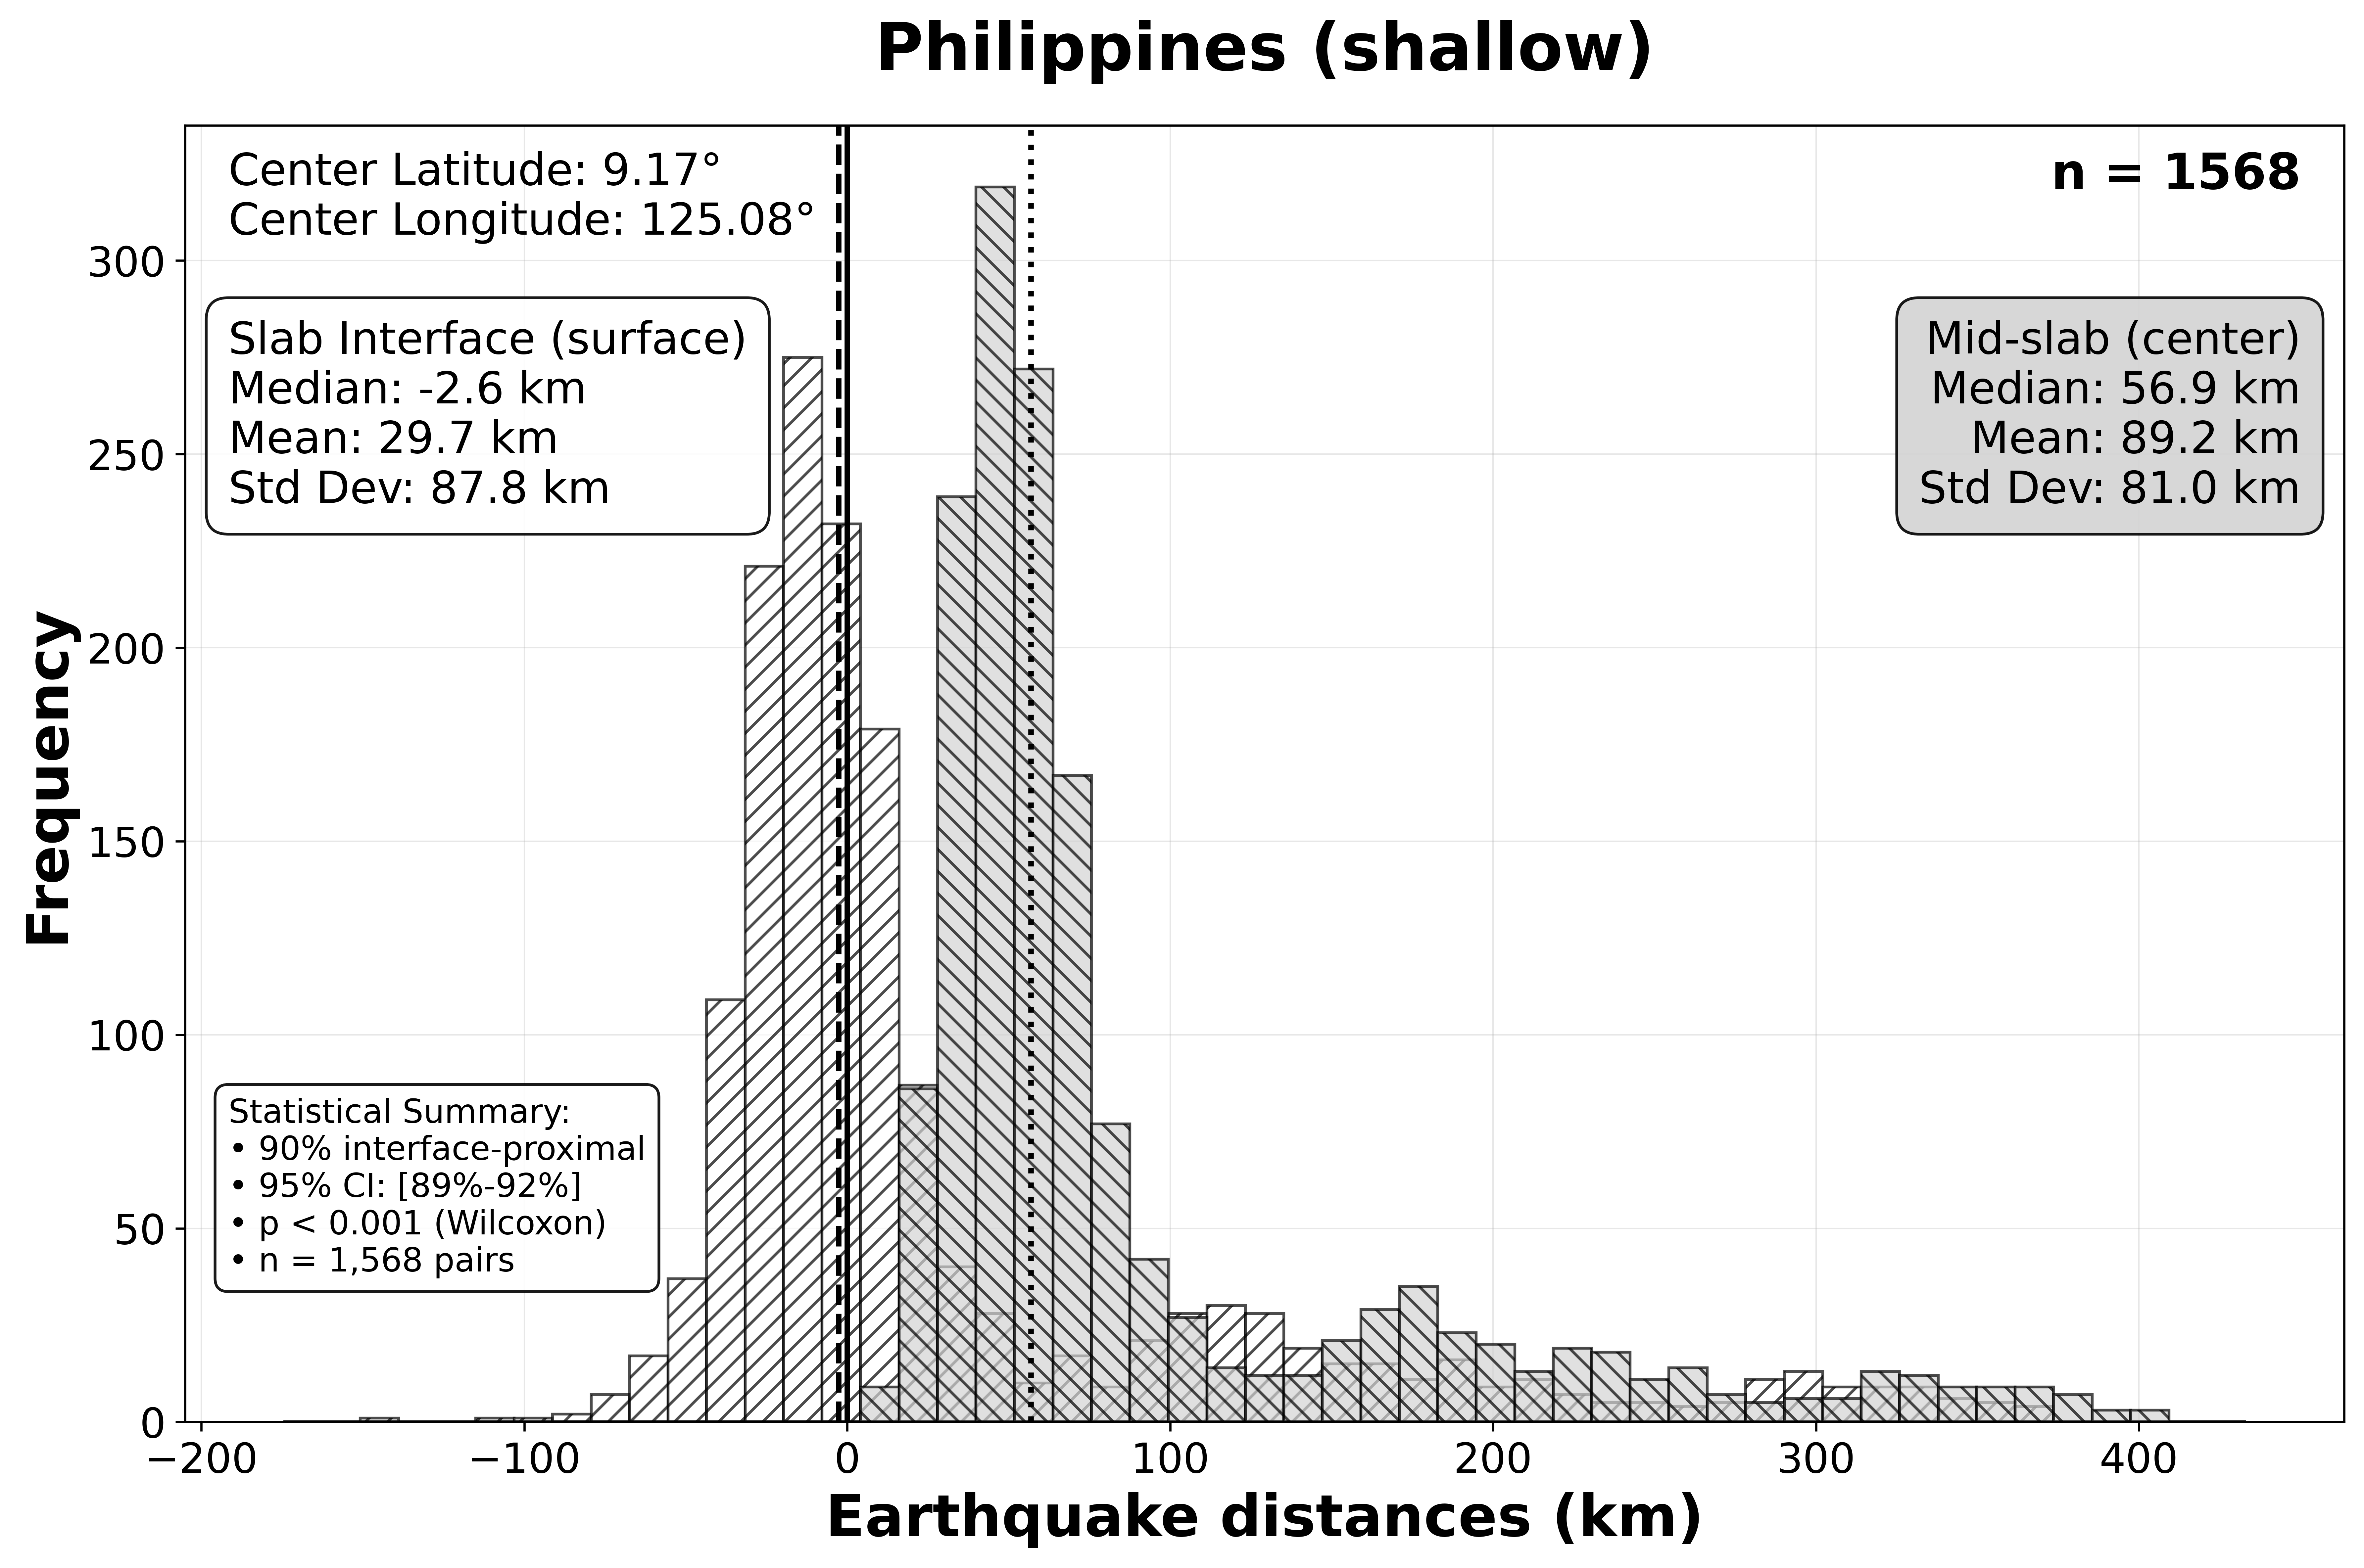 Philippines (shallow)
Center Latitude: 9.17°
Center Longitude: 125.08°
n = 1568
Slab Interface (surface)
Median: -2.6 km
Mean: 29.7 km
Std Dev: 87.8 km
Mid-slab (center)
Median: 56.9 km
Mean: 89.2 km
Std Dev: 81.0 km
Statistical Summary:
• 90% interface-proximal
• 95% CI: [89%-92%]
• p < 0.001 (Wilcoxon)
• n = 1,568 pairs
Frequency
300
250
200
150
100
50
0
−200 −100 0 100 200 300 400
Earthquake distances (km)